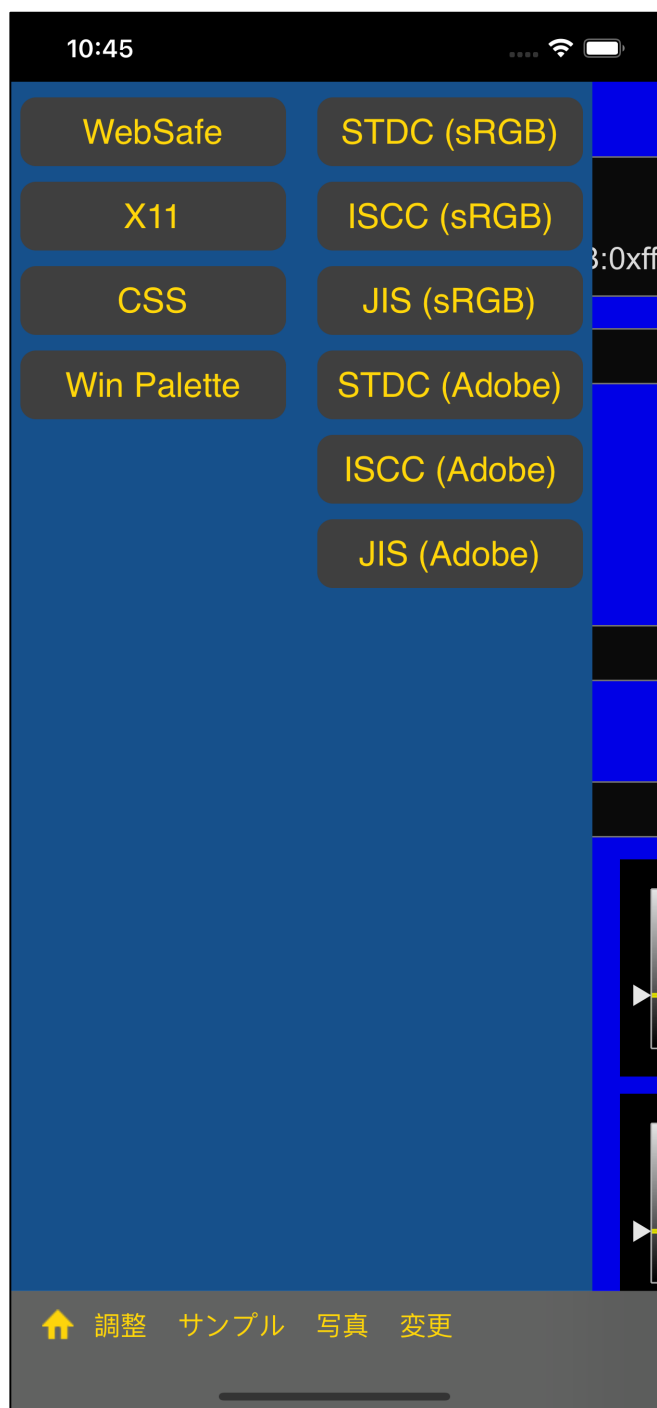 10:45
WebSafe
STDC (sRGB)
X11
ISCC (sRGB)
CSS
JIS (sRGB)
Win Palette
STDC (Adobe)
ISCC (Adobe)
JIS (Adobe)
:0xff
調整 サンプル 写真 変更